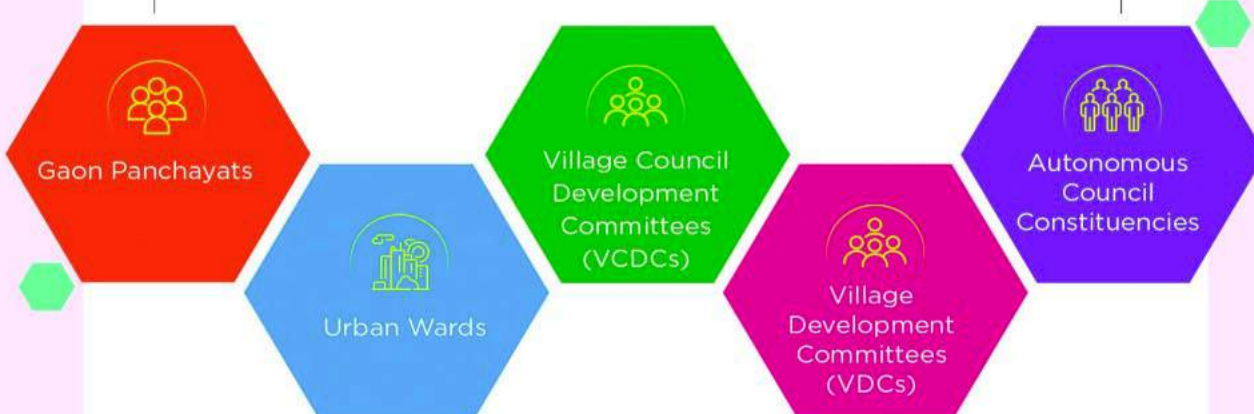 Gaon Panchayats
Urban Wards
Village Council
Development
Committees
(VCDCs)
Village
Development
Committees
(VDCs)
Autonomous
Council
Constituencies